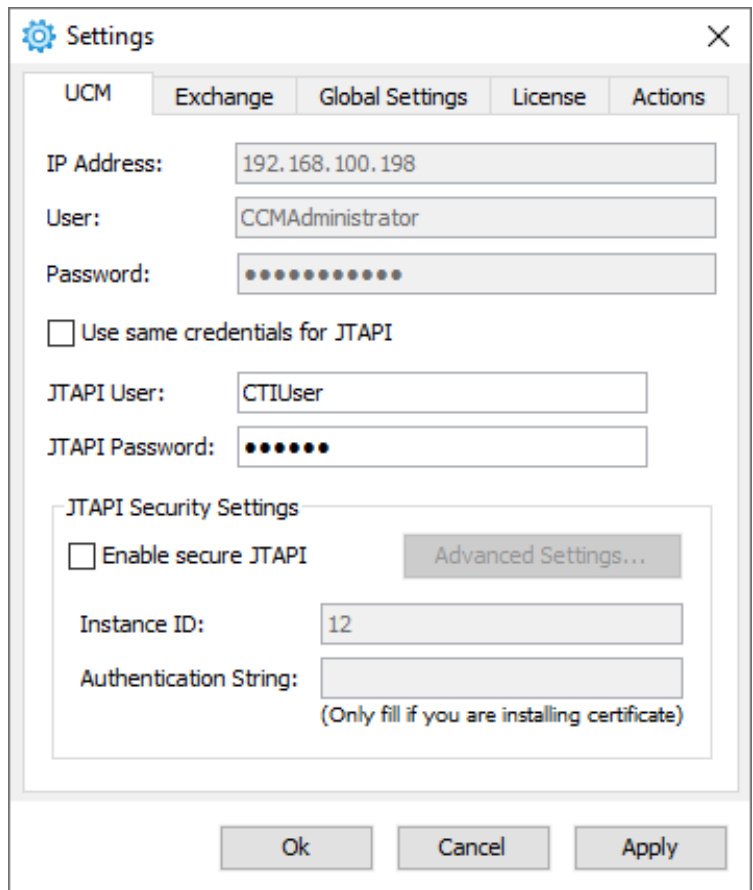 Settings
UCM Exchange Global Settings License Actions
IP Address: 192.168.100.198
User: CCMAdministrator
Password: ●●●●●●●●●●●
Use same credentials for JTAPI
JTAPI User: CTIUser
JTAPI Password: ●●●●●●
JTAPI Security Settings
Enable secure JTAPI Advanced Settings...
Instance ID: 12
Authentication String:
(Only fill if you are installing certificate)
Ok Cancel Apply